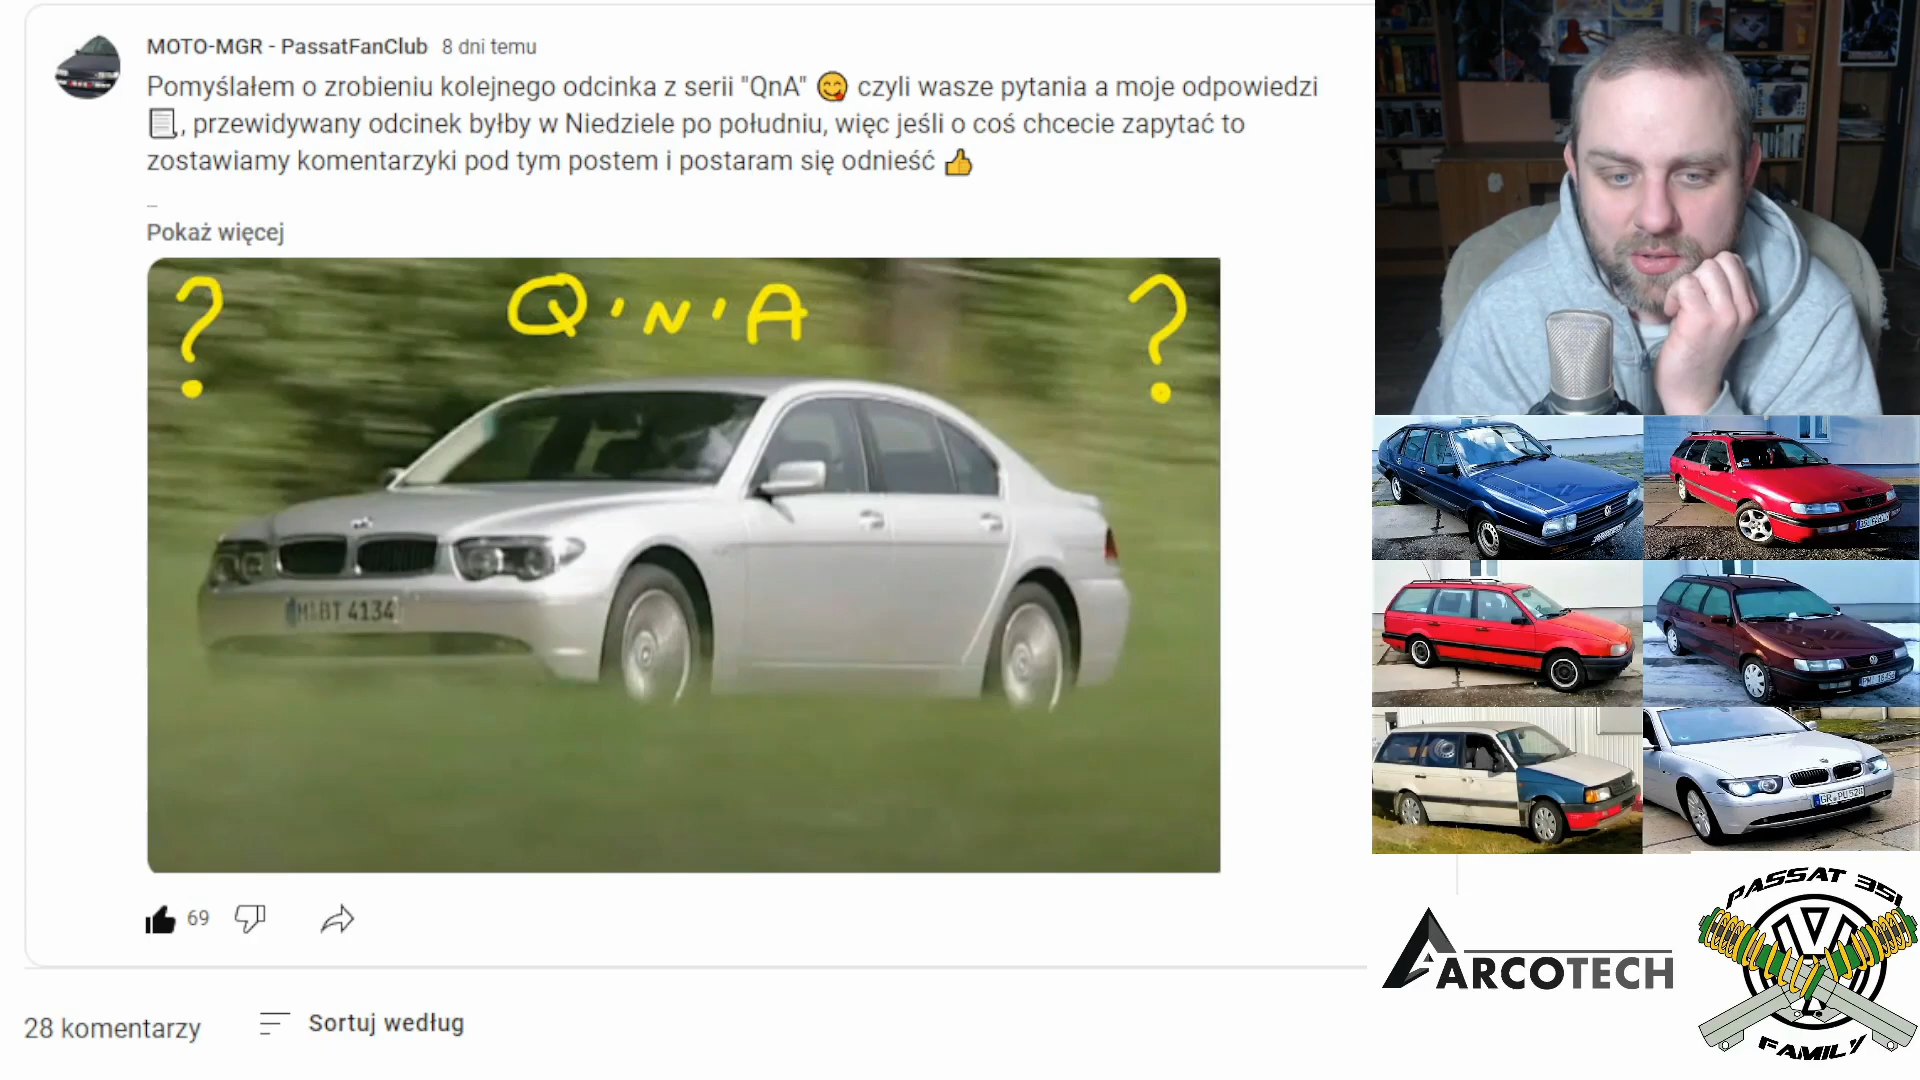 MOTO-MGR - PassatFanClub 8 dni temu
Pomyślałem o zrobieniu kolejnego odcinka z serii "QnA" 😋 czyli wasze pytania a moje odpowiedzi
📃, przewidywany odcinek byłby w Niedziele po południu, więc jeśli o coś chcecie zapytać to
zostawiamy komentarzyki pod tym postem i postaram się odnieść 👍
_
Pokaż więcej
? Q'N'A ?
M BT 4134
69
28 komentarzy Sortuj według
ARCOTECH
PASSAT 35i
FAMILY